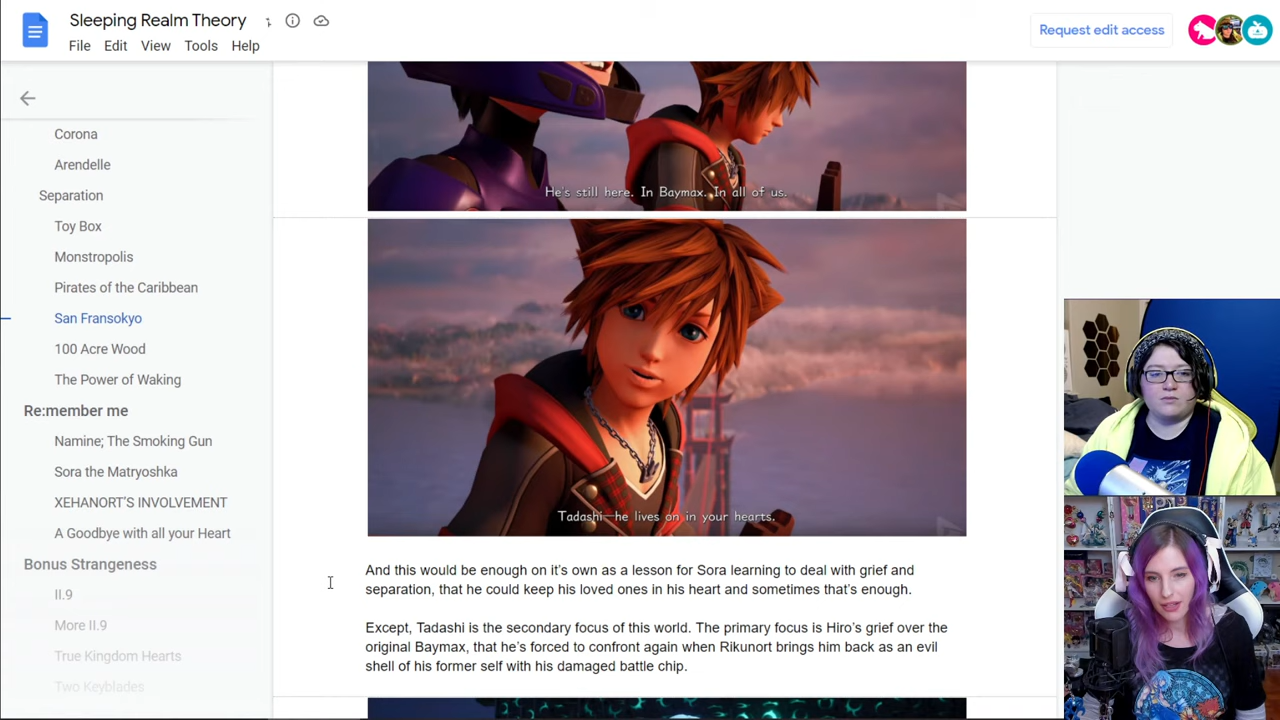 Sleeping Realm Theory
File Edit View Tools Help
Request edit access
Corona
Arendelle
Separation
Toy Box
Monstropolis
Pirates of the Caribbean
San Fransokyo
100 Acre Wood
The Power of Waking
Re:member me
Namine; The Smoking Gun
Sora the Matryoshka
XEHANORT'S INVOLVEMENT
A Goodbye with all your Heart
Bonus Strangeness
II.9
More II.9
True Kingdom Hearts
Two Keyblades
He's still here. In Baymax. In all of us.
Tadashi—he lives on in your hearts.
And this would be enough on it's own as a lesson for Sora learning to deal with grief and
separation, that he could keep his loved ones in his heart and sometimes that's enough.
Except, Tadashi is the secondary focus of this world. The primary focus is Hiro's grief over the
original Baymax, that he's forced to confront again when Rikunort brings him back as an evil
shell of his former self with his damaged battle chip.